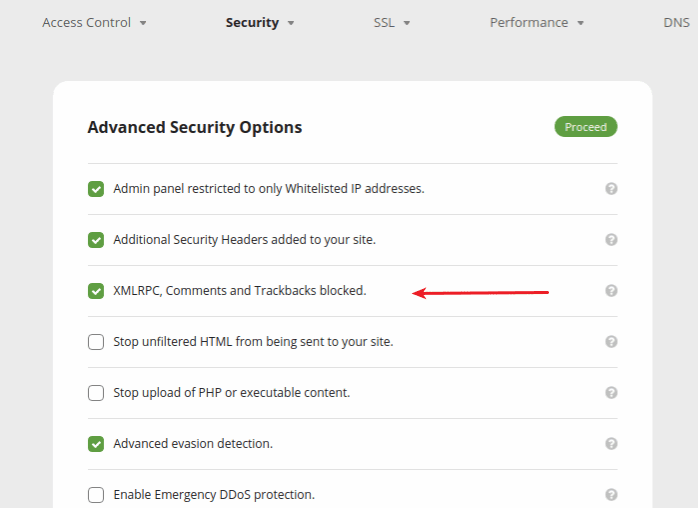 Access Control
Security
SSL
Performance
DNS
Advanced Security Options
Proceed
Admin panel restricted to only Whitelisted IP addresses.
Additional Security Headers added to your site.
XMLRPC, Comments and Trackbacks blocked.
Stop unfiltered HTML from being sent to your site.
Stop upload of PHP or executable content.
Advanced evasion detection.
Enable Emergency DDoS protection.